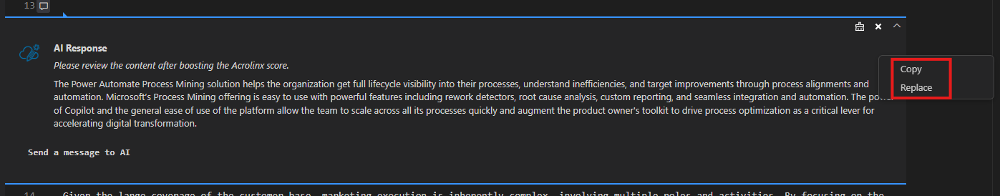 13
AI Response
Please review the content after boosting the Acrolinx score.
The Power Automate Process Mining solution helps the organization get full lifecycle visibility into their processes, understand inefficiencies, and target improvements through process alignments and
Copy
automation. Microsoft's Process Mining offering is easy to use with powerful features including rework detectors, root cause analysis, custom reporting, and seamless integration and automation. The power
Replace
of Copilot and the general ease of use of the platform allow the team to scale across all its processes quickly and augment the product owner's toolkit to drive process optimization as a critical lever for
accelerating digital transformation.
Send a message to AI
14 Given the large coverage of the customer base, marketing execution is inherently complex, involving multiple roles and activities. By focusing on the